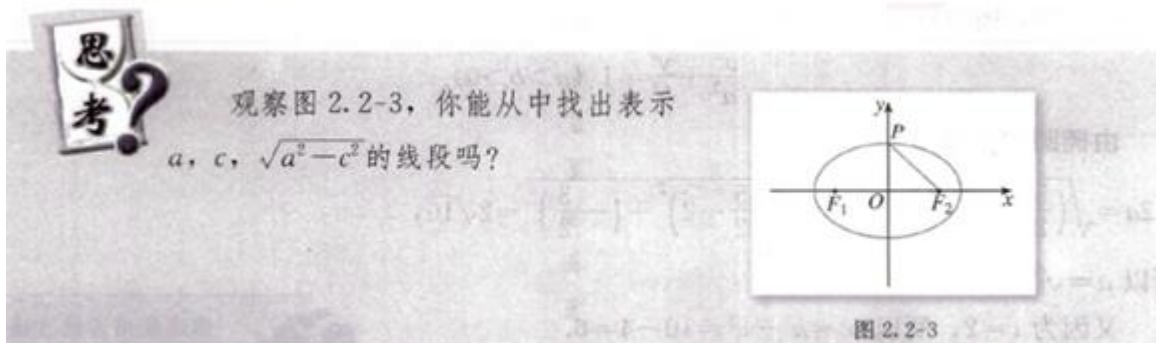 思考?
观察图 2.2-3，你能从中找出表示
a，c，√(a²－c²)的线段吗?
y
P
F₁ O F₂ x
图 2.2-3